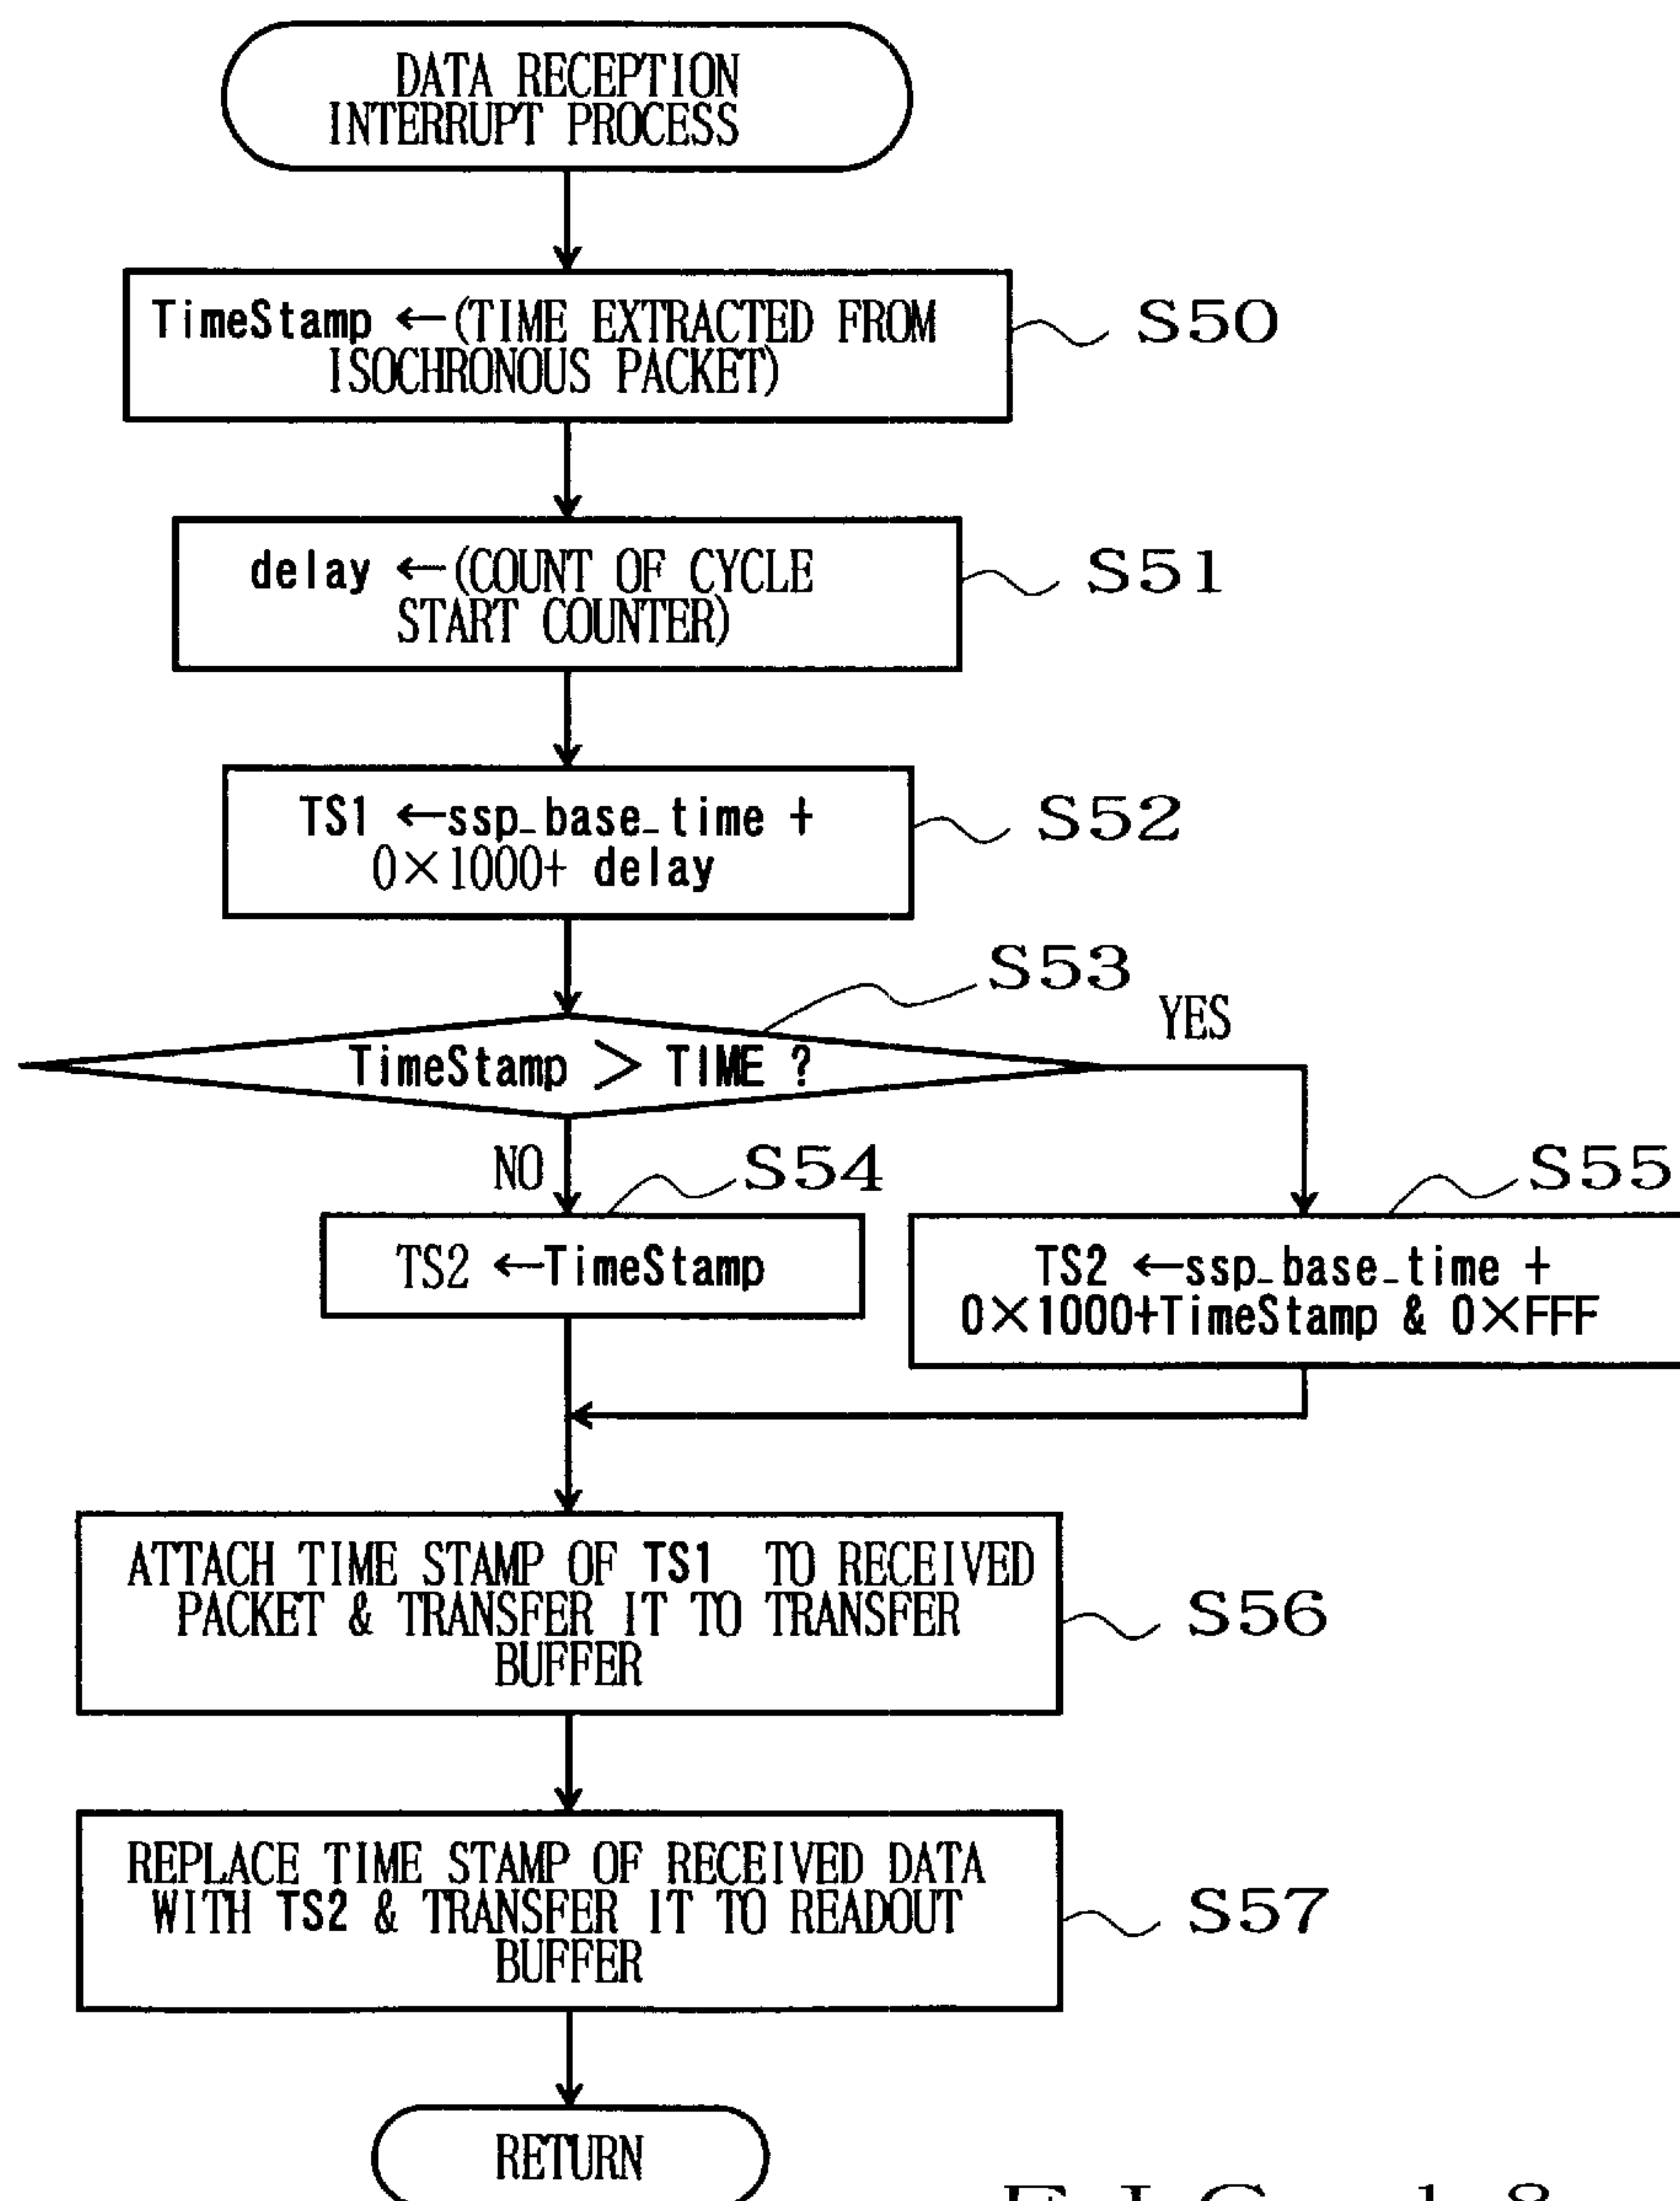 DATA RECEPTION
INTERRUPT PROCESS
TimeStamp ←(TIME EXTRACTED FROM
ISOCHRONOUS PACKET)
S50
delay ←(COUNT OF CYCLE
START COUNTER)
S51
TS1 ←ssp_base_time +
0×1000+ delay
S52
S53
TimeStamp > TIME ?
YES
NO
S54
TS2 ←TimeStamp
S55
TS2 ←ssp_base_time +
0×1000+TimeStamp & 0×FFF
ATTACH TIME STAMP OF TS1 TO RECEIVED
PACKET & TRANSFER IT TO TRANSFER
BUFFER
S56
REPLACE TIME STAMP OF RECEIVED DATA
WITH TS2 & TRANSFER IT TO READOUT
BUFFER
S57
RETURN